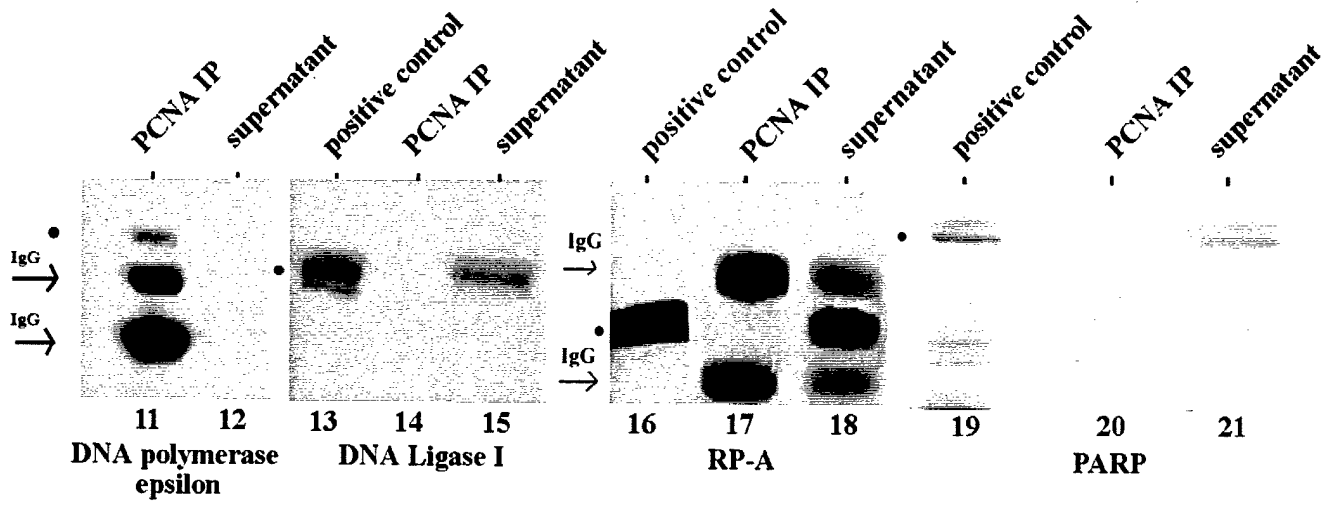 PCNA IP
supernatant
positive control
PCNA IP
supernatant
positive control
PCNA IP
supernatant
positive control
PCNA IP
supernatant
IgG
IgG
IgG
IgG
11 12 13 14 15 16 17 18 19 20 21
DNA polymerase
epsilon
DNA Ligase I
RP-A
PARP